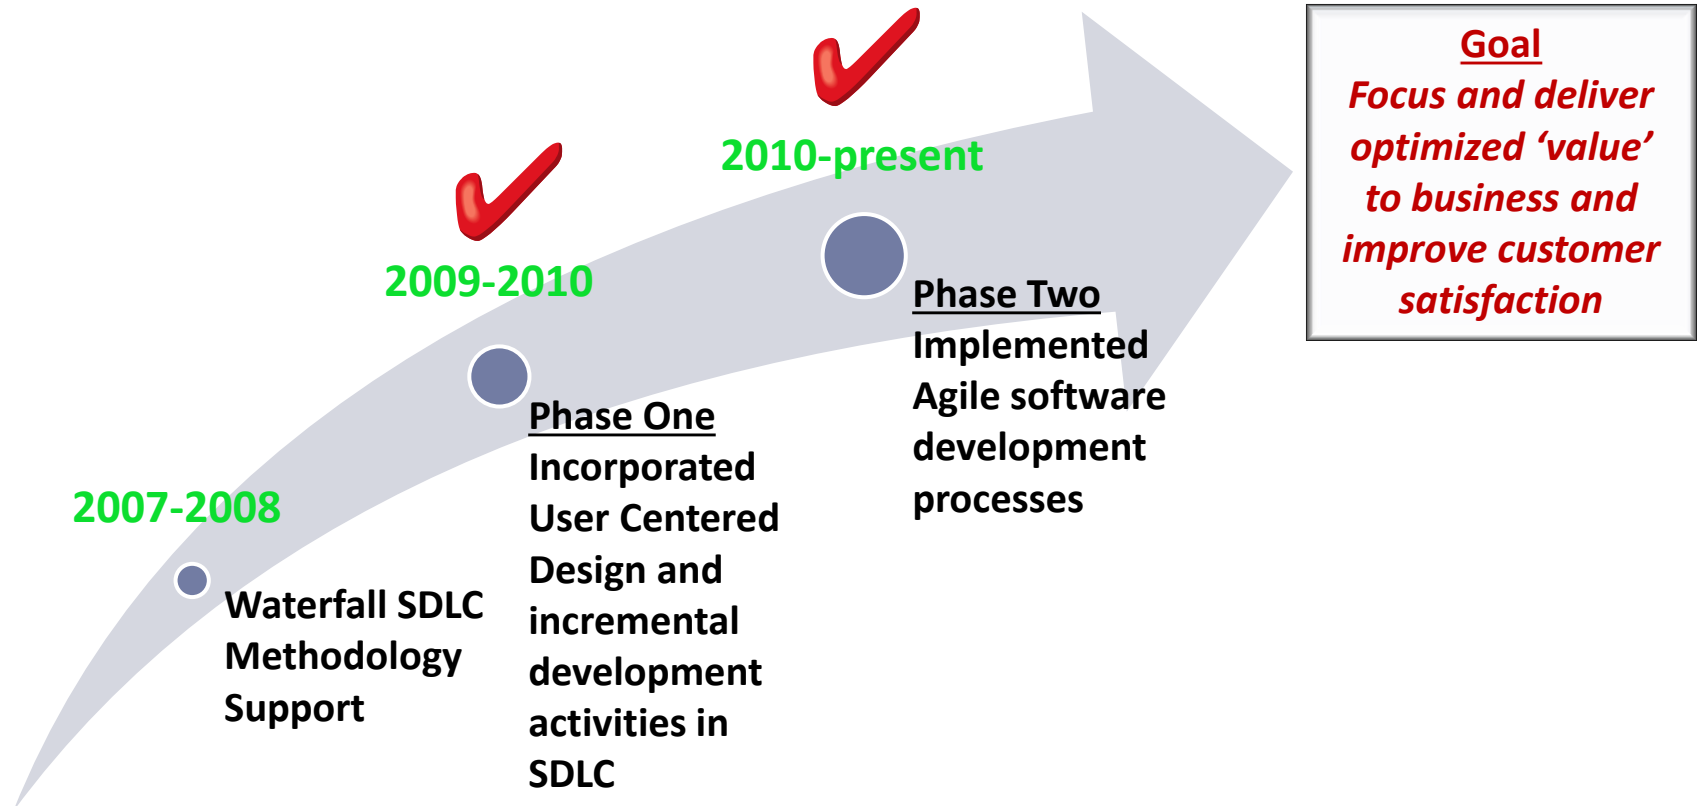 2007-2008
Waterfall SDLC
Methodology
Support
2009-2010
Phase One
Incorporated
User Centered
Design and
incremental
development
activities in
SDLC
2010-present
Phase Two
Implemented
Agile software
development
processes
Goal
Focus and deliver
optimized ‘value’
to business and
improve customer
satisfaction